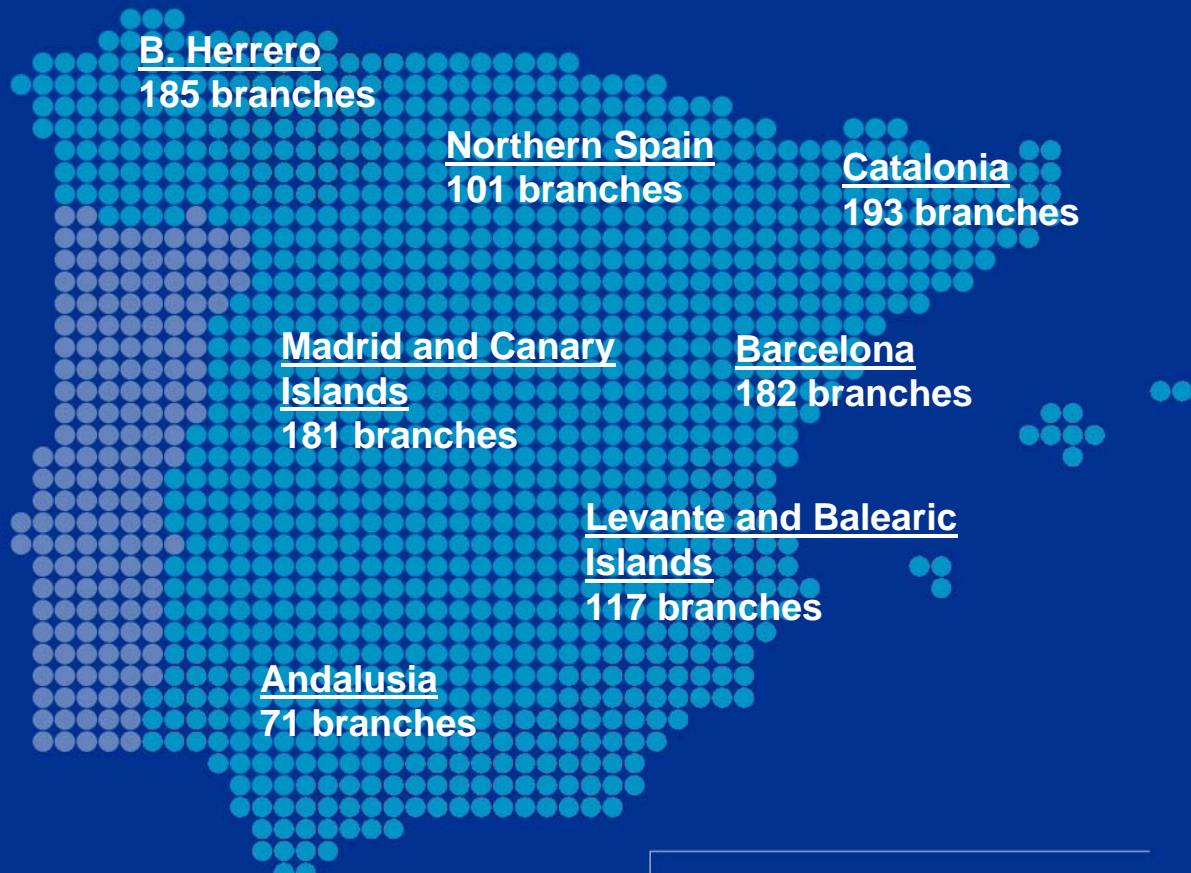 B. Herrero
185 branches
Northern Spain
101 branches
Catalonia
193 branches
Madrid and Canary
Islands
181 branches
Barcelona
182 branches
Levante and Balearic
Islands
117 branches
Andalusia
71 branches